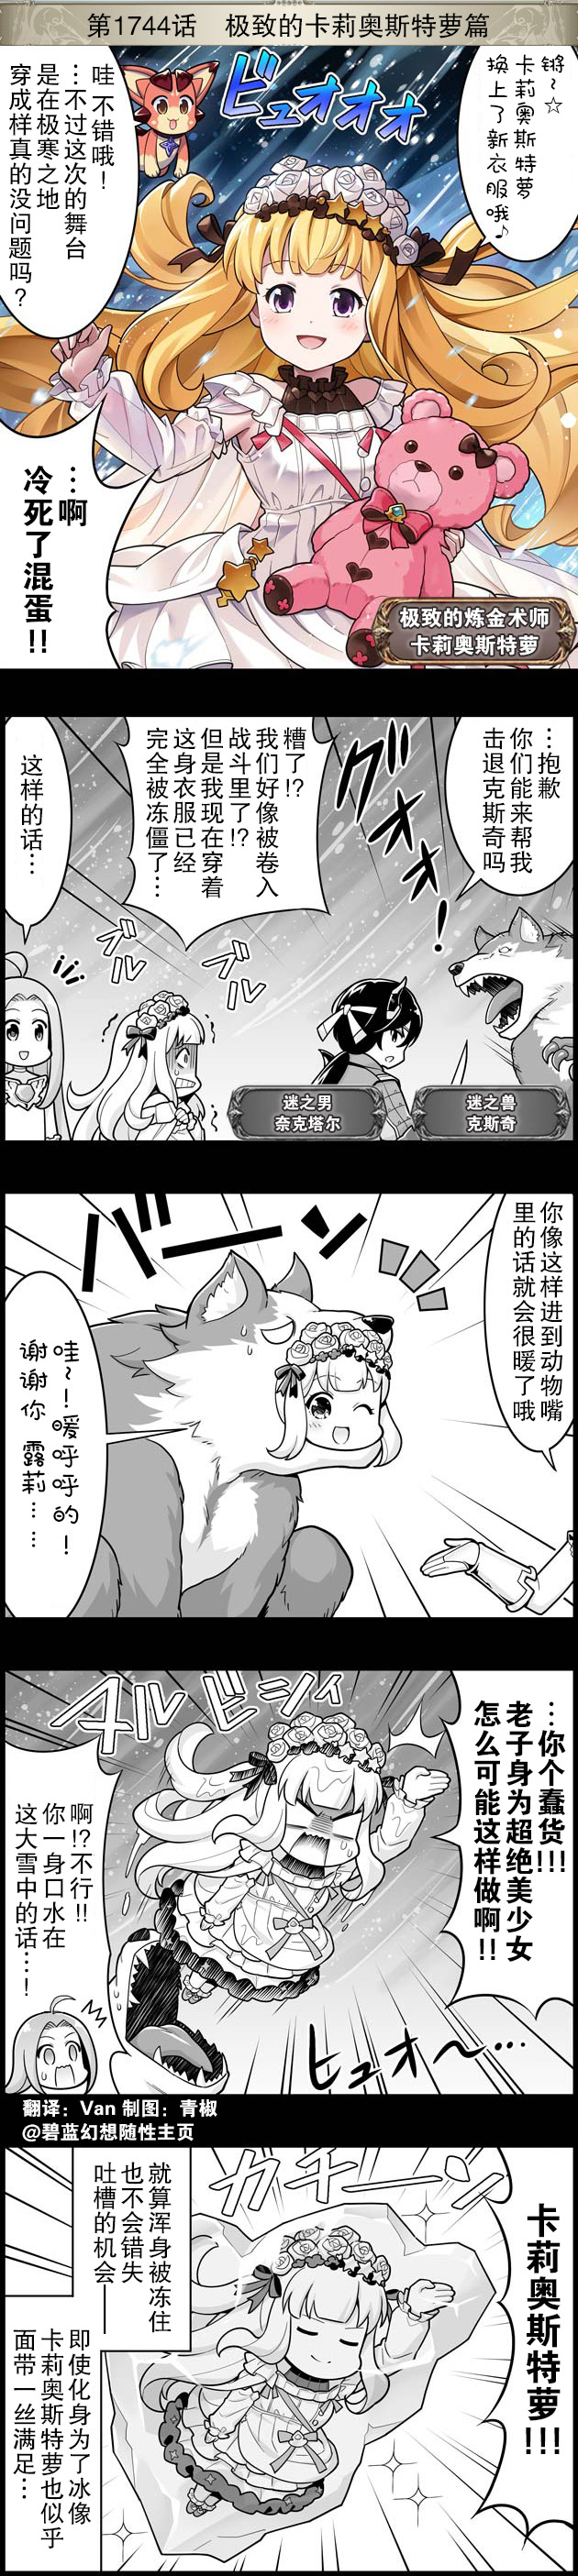 第1744话　极致的卡莉奥斯特萝篇
锵~☆
卡莉奥斯特萝
换上了新衣服哦♪
ビュオオオ
哇 不错哦！
…不过这次的舞台
是在极寒之地
穿成样真的没问题吗？
…啊
冷死了混蛋!!
极致的炼金术师
卡莉奥斯特萝
…抱歉
你们能来帮我
击退克斯奇吗
グオオオ！
糟了!?
我们好像被卷入
战斗里了!?
但是我现在穿着
这身衣服已经
完全被冻僵了…
ブルブル
这样的话…
迷之男
奈克塔尔
迷之兽
克斯奇
你像这样进到动物嘴
里的话就会很暖了哦
バーーン
哇~！暖呼呼的！
谢谢你 露莉……
…你个蠢货!!!
老子身为超绝美少女
怎么可能这样做啊!!
アルビシィ
啊!?不行!!
你一身口水在
这大雪中的话…!
ヒュオ〜…
翻译：Van 制图：青椒
@碧蓝幻想随性主页
卡莉奥斯特萝!!!
カチーン
就算浑身被冻住
也不会错失
吐槽的机会——
即使化身为了冰像
卡莉奥斯特萝也似乎
面带一丝满足…